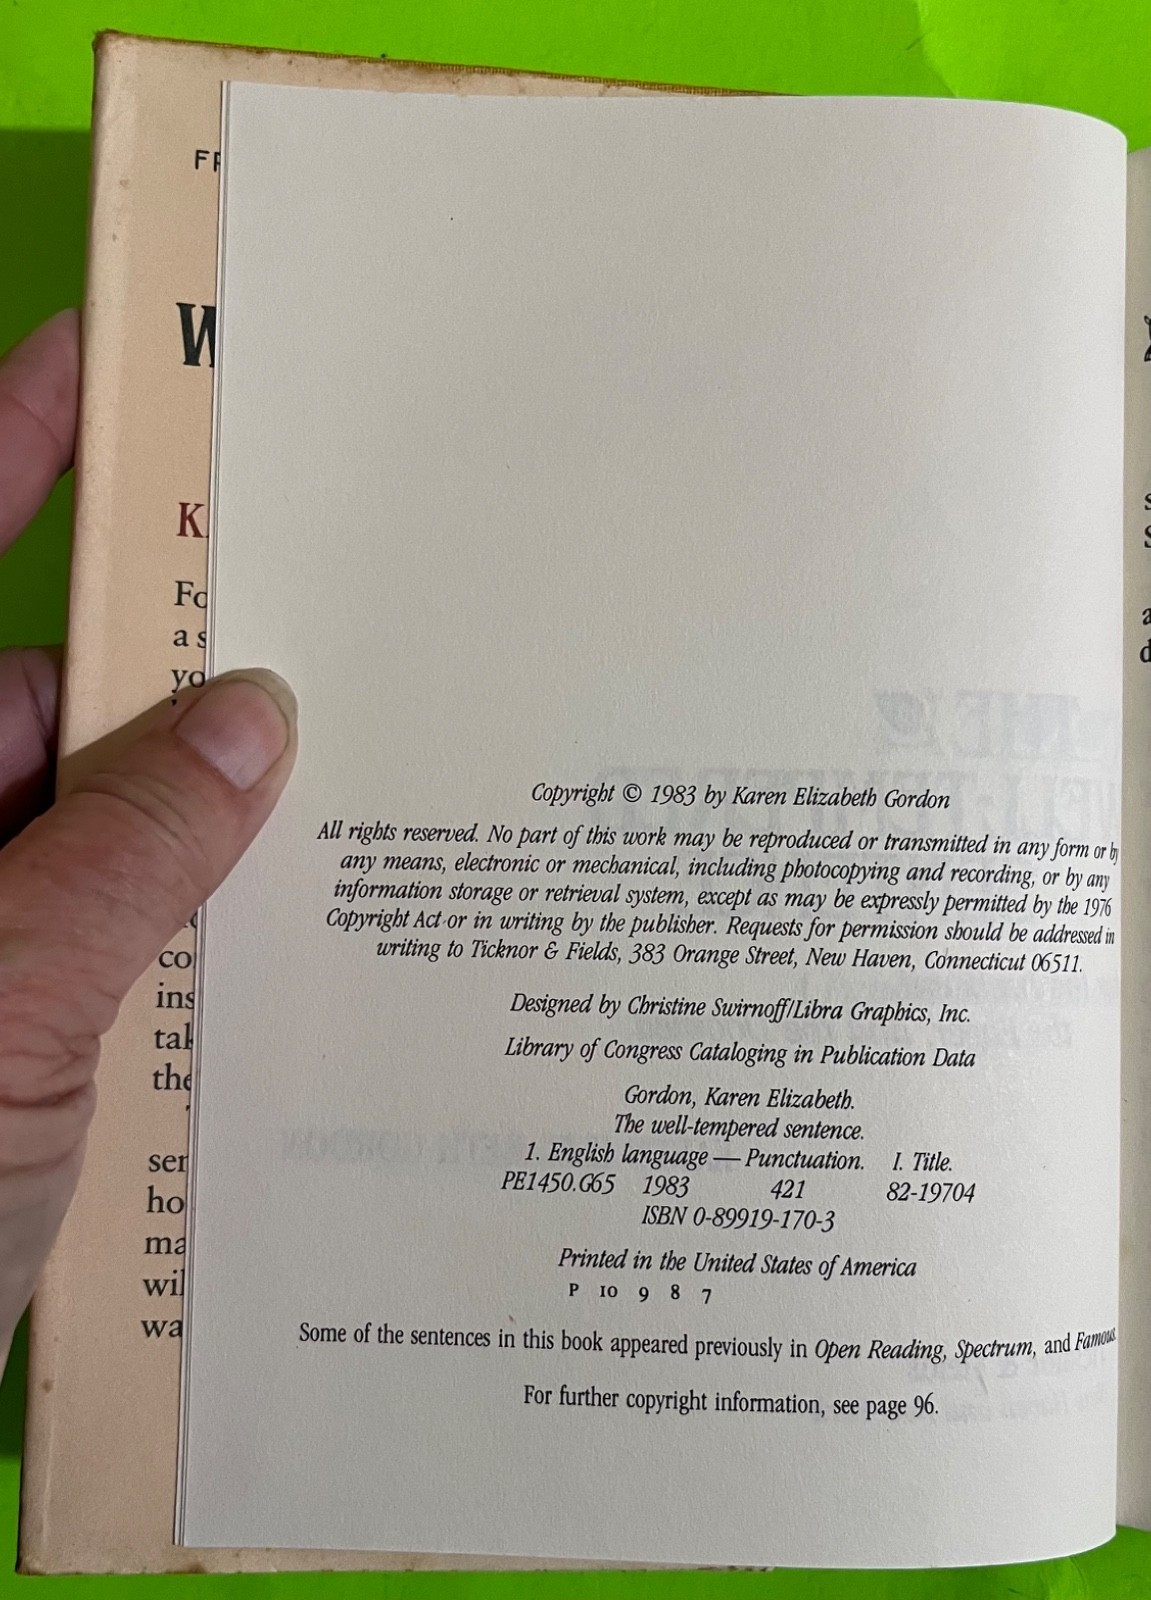 Copyright © 1983 by Karen Elizabeth Gordon
All rights reserved. No part of this work may be reproduced or transmitted in any form or by
any means, electronic or mechanical, including photocopying and recording, or by any
information storage or retrieval system, except as may be expressly permitted by the 1976
Copyright Act or in writing by the publisher. Requests for permission should be addressed in
writing to Ticknor & Fields, 383 Orange Street, New Haven, Connecticut 06511.
Designed by Christine Swirnoff/Libra Graphics, Inc.
Library of Congress Cataloging in Publication Data
Gordon, Karen Elizabeth.
The well-tempered sentence.
1. English language — Punctuation. I. Title.
PE1450.G65 1983 421 82-19704
ISBN 0-89919-170-3
Printed in the United States of America
P 10 9 8 7
Some of the sentences in this book appeared previously in Open Reading, Spectrum, and Famous.
For further copyright information, see page 96.